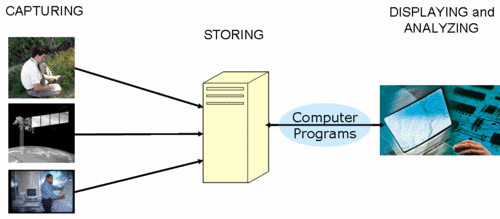 CAPTURING
STORING
DISPLAYING and
ANALYZING
Computer
Programs